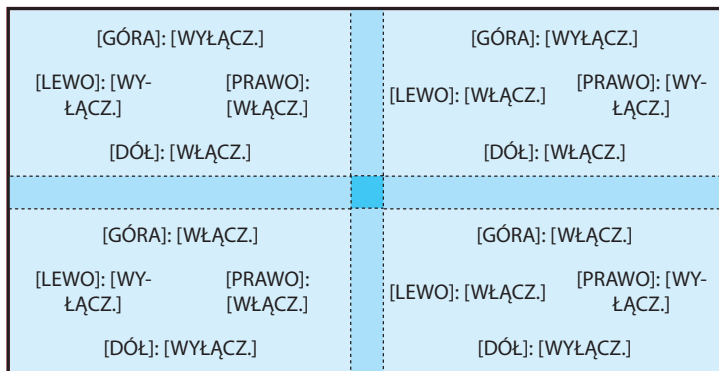 [GÓRA]: [WYŁĄCZ.]
[LEWO]: [WY-
ŁĄCZ.]
[PRAWO]:
[WŁĄCZ.]
[DÓŁ]: [WŁĄCZ.]
[GÓRA]: [WYŁĄCZ.]
[LEWO]: [WŁĄCZ.]
[PRAWO]: [WY-
ŁĄCZ.]
[DÓŁ]: [WŁĄCZ.]
[GÓRA]: [WŁĄCZ.]
[LEWO]: [WY-
ŁĄCZ.]
[PRAWO]:
[WŁĄCZ.]
[DÓŁ]: [WYŁĄCZ.]
[GÓRA]: [WŁĄCZ.]
[LEWO]: [WŁĄCZ.]
[PRAWO]: [WY-
ŁĄCZ.]
[DÓŁ]: [WYŁĄCZ.]